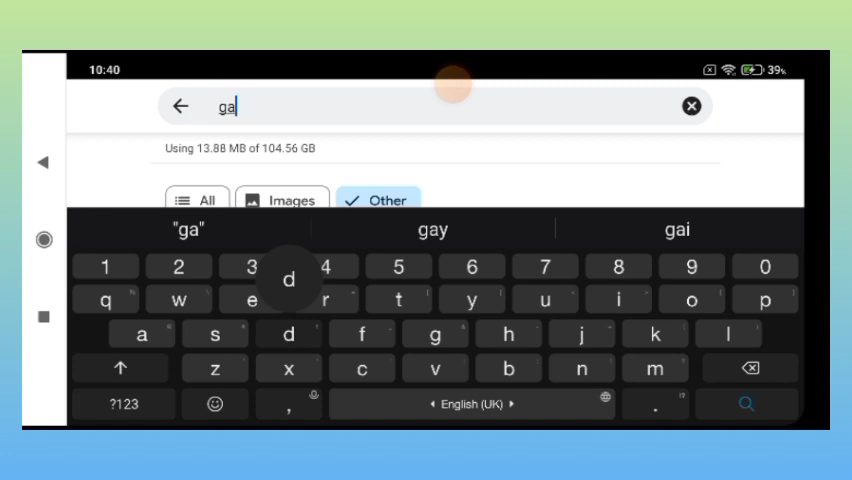 10:40 39%
ga
Using 13.88 MB of 104.56 GB
All Images Other
"ga" gay gai
1 2 3 4 5 6 7 8 9 0
d
q w e r t y u i o p
a s d f g h j k l
z x c v b n m
?123 , English (UK) .